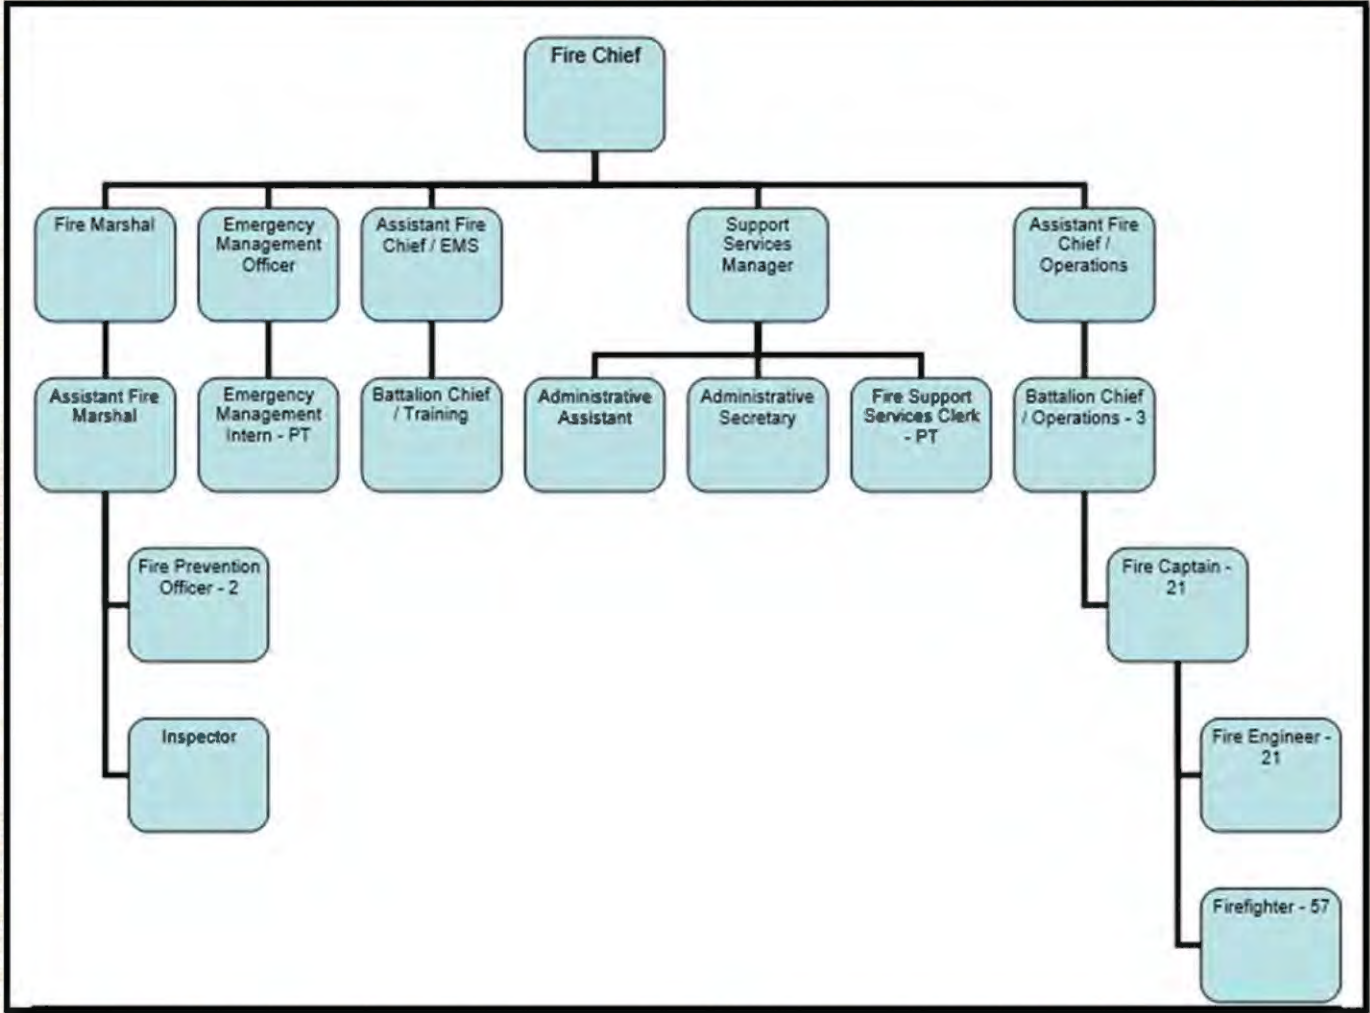 Fire Chief
Fire Marshal
Emergency
Management
Officer
Assistant Fire
Chief / EMS
Support
Services
Manager
Assistant Fire
Chief /
Operations
Assistant Fire
Marshal
Emergency
Management
Intern - PT
Battalion Chief
/ Training
Administrative
Assistant
Administrative
Secretary
Fire Support
Services Clerk
- PT
Battalion Chief
/ Operations - 3
Fire Prevention
Officer - 2
Fire Captain -
21
Inspector
Fire Engineer -
21
Firefighter - 57